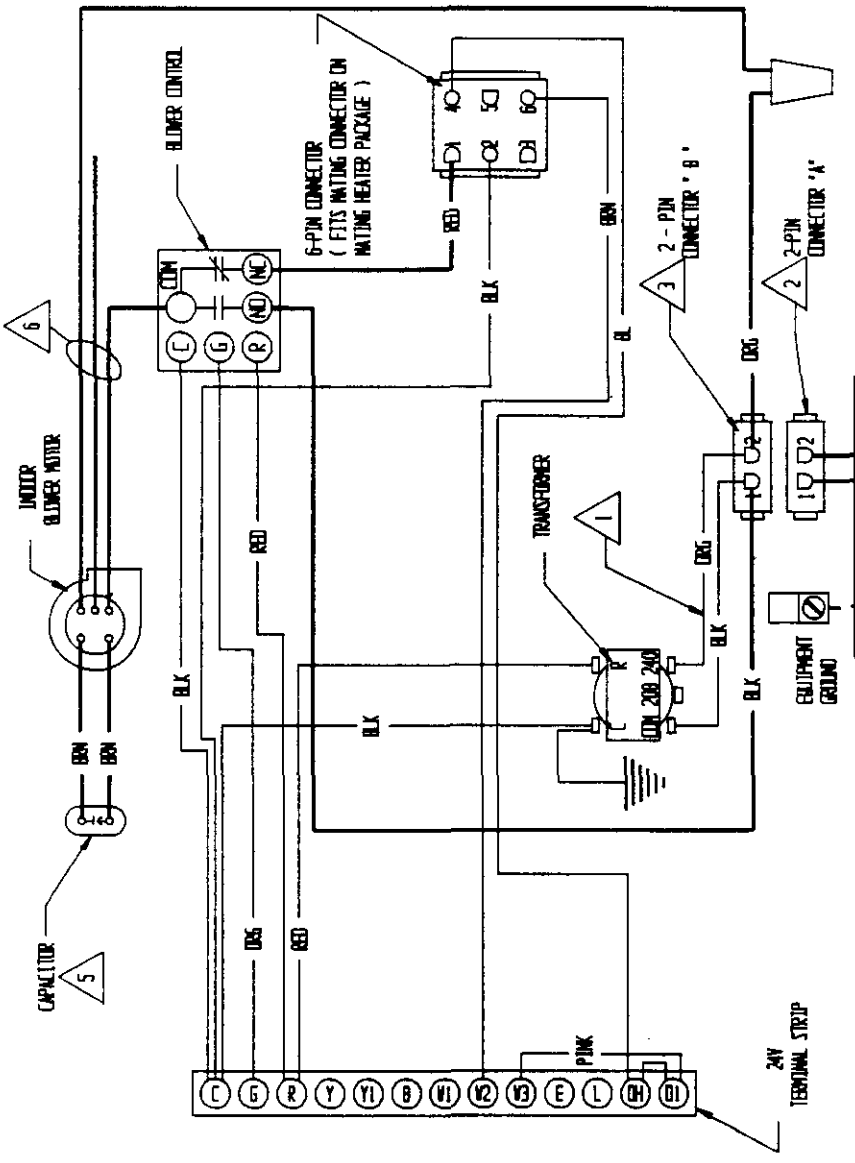 INDOOR
BLOWER MOTOR
6
BLOWER CONTROL
CAPACITOR
5
BRN
BRN
COM
C
G
R
NO
NC
6-PIN CONNECTOR
( FITS MATING CONNECTOR ON
MATING HEATER PACKAGE )
1
2
3
4
5
6
RED
BLK
BRN
BL
BLK
ORG
RED
RED
BLK
TRANSFORMER
R
C
COM 208 240
1
ORG
BLK
BLK
ORG
3
2 - PIN
CONNECTOR "B"
1
2
2
2-PIN
CONNECTOR "A"
1
2
EQUIPMENT
GROUND
C
G
R
Y
Y1
B
W1
W2
W3
E
L
OH
O1
PINK
24V
TERMINAL STRIP